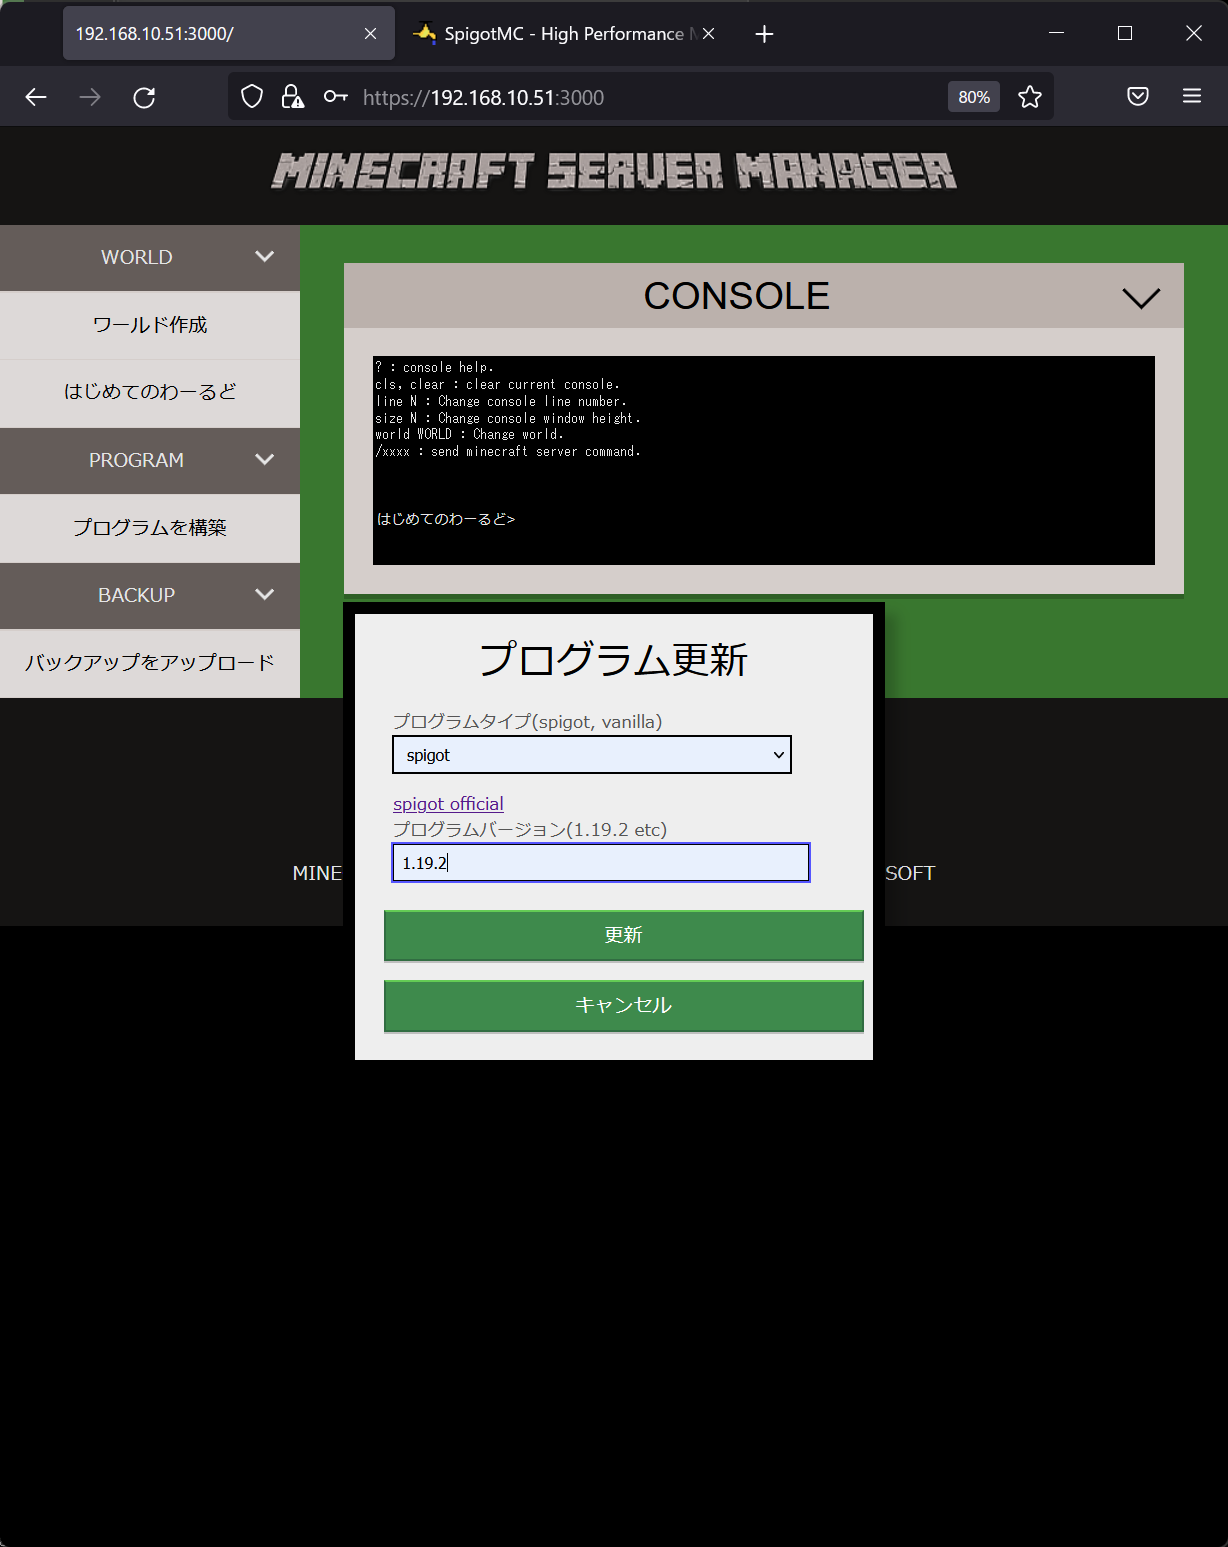 192.168.10.51:3000/
SpigotMC - High Performance
https://192.168.10.51:3000
80%
MINECRAFT SERVER MANAGER
WORLD
ワールド作成
はじめてのわーるど
PROGRAM
プログラムを構築
BACKUP
バックアップをアップロード
CONSOLE
? : console help.
cls, clear : clear current console.
line N : Change console line number.
size N : Change console window height.
world WORLD : Change world.
/xxxx : send minecraft server command.
はじめてのわーるど>
プログラム更新
プログラムタイプ(spigot, vanilla)
spigot
spigot official
プログラムバージョン(1.19.2 etc)
1.19.2
更新
キャンセル
MINE
SOFT